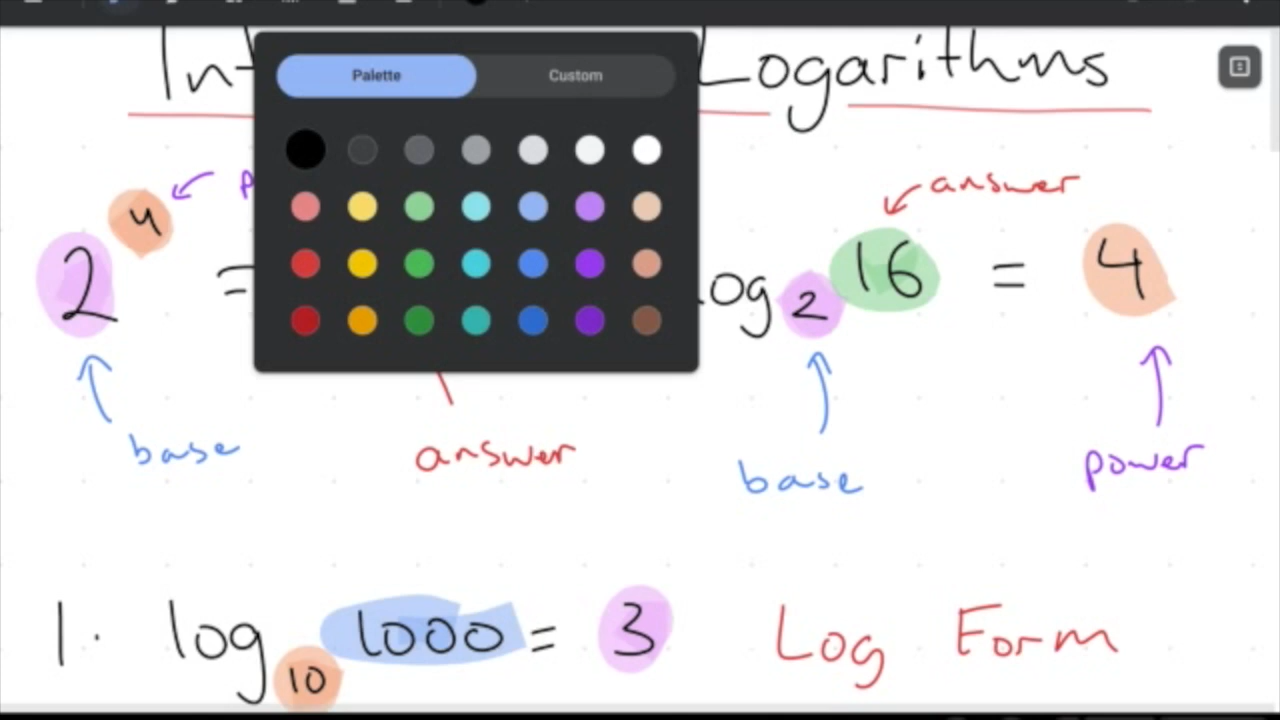 Palette Custom
Logarithms
answer
2 4 =
log 2 16 = 4
base answer base power
1. log 10 1000 = 3 Log Form